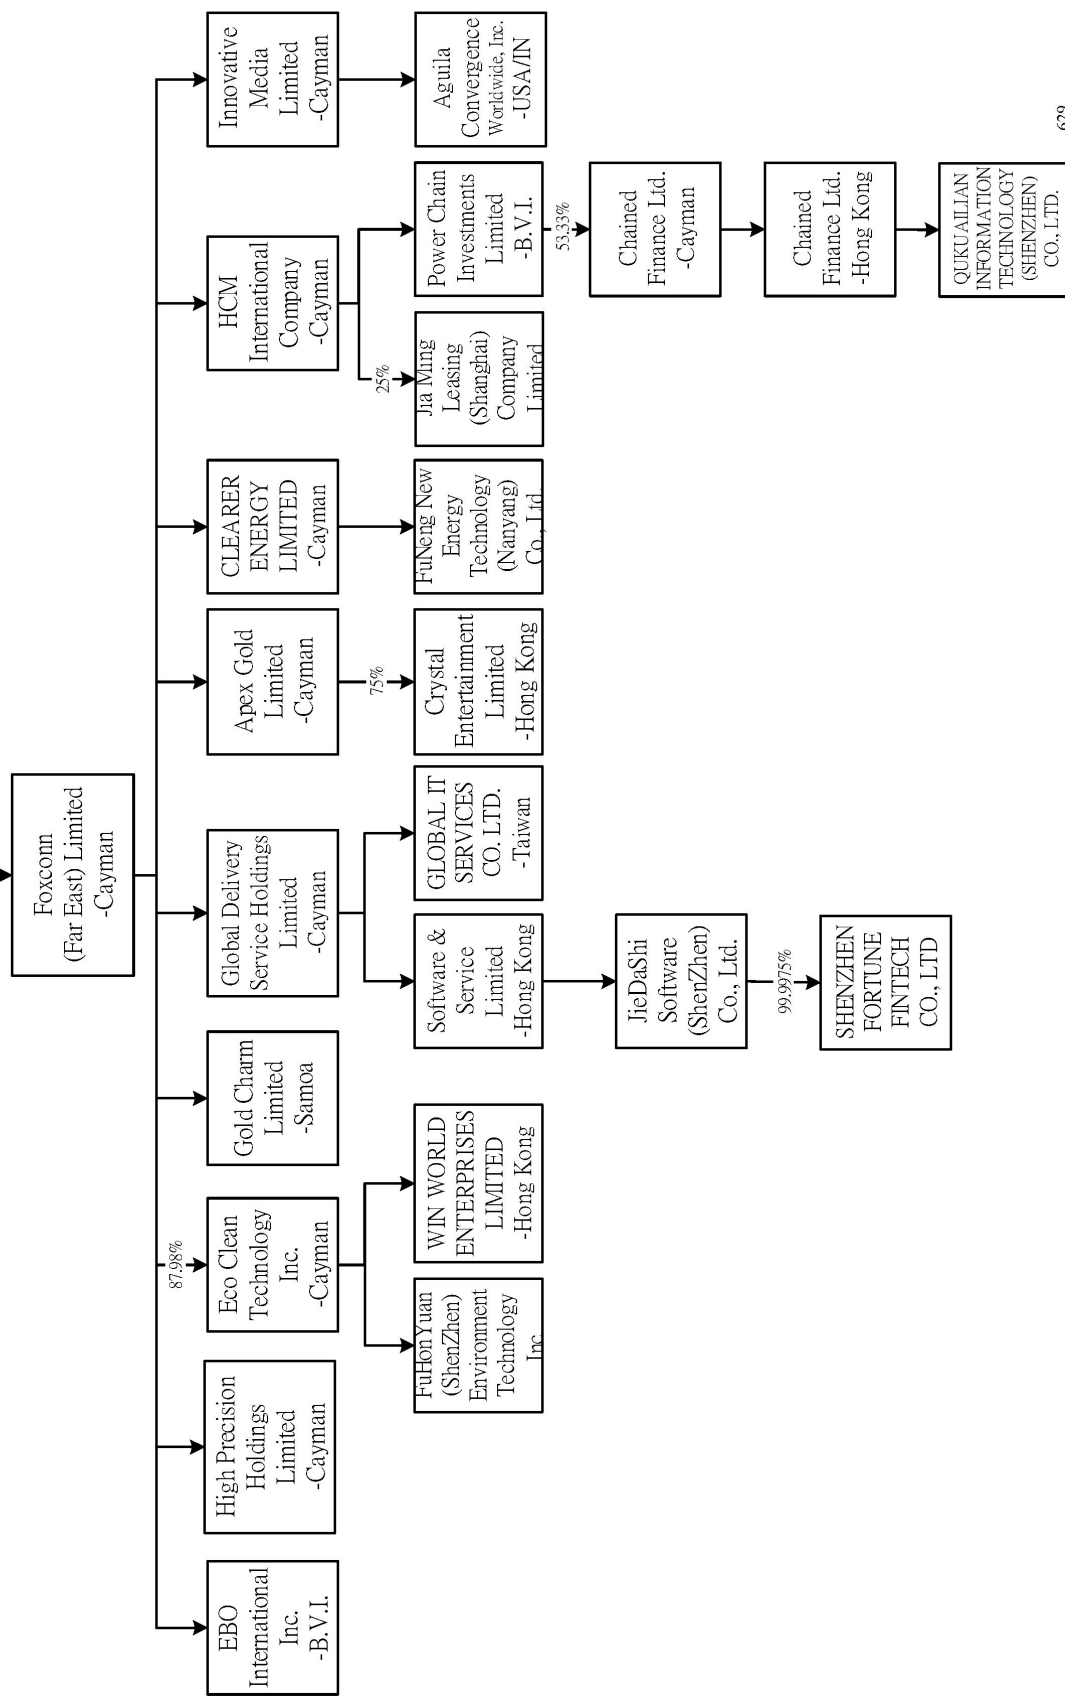 Foxconn
(Far East) Limited
-Cayman
EBO
International
Inc.
-B.V.I.
High Precision
Holdings
Limited
-Cayman
87.98%
Eco Clean
Technology
Inc.
-Cayman
Gold Charm
Limited
-Samoa
Global Delivery
Service Holdings
Limited
-Cayman
Apex Gold
Limited
-Cayman
CLEARER
ENERGY
LIMITED
-Cayman
HCM
International
Company
-Cayman
Innovative
Media
Limited
-Cayman
75%
25%
FuHonYuan
(ShenZhen)
Environment
Technology
Inc.
WIN WORLD
ENTERPRISES
LIMITED
-Hong Kong
Software &
Service
Limited
-Hong Kong
GLOBAL IT
SERVICES
CO. LTD.
-Taiwan
Crystal
Entertainment
Limited
-Hong Kong
FuNeng New
Energy
Technology
(Nanyang)
Co., Ltd.
Jia Ming
Leasing
(Shanghai)
Company
Limited
Power Chain
Investments
Limited
-B.V.I.
Aguila
Convergence
Worldwide, Inc.
-USA/IN
53.33%
JieDaShi
Software
(ShenZhen)
Co., Ltd.
Chained
Finance Ltd.
-Cayman
99.9975%
SHENZHEN
FORTUNE
FINTECH
CO., LTD
Chained
Finance Ltd.
-Hong Kong
QUKUAILIAN
INFORMATION
TECHNOLOGY
(SHENZHEN)
CO., LTD.
629